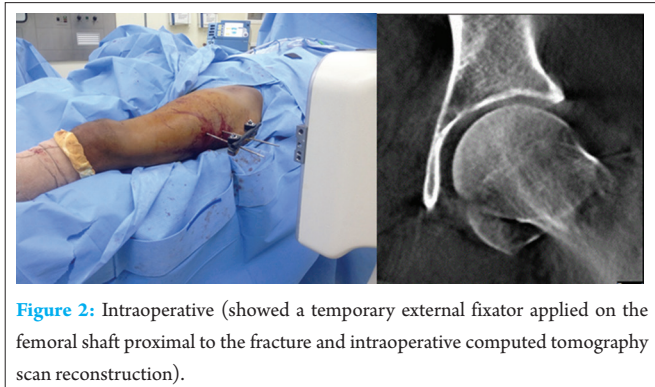 Figure 2: Intraoperative (showed a temporary external fixator applied on the
femoral shaft proximal to the fracture and intraoperative computed tomography
scan reconstruction).